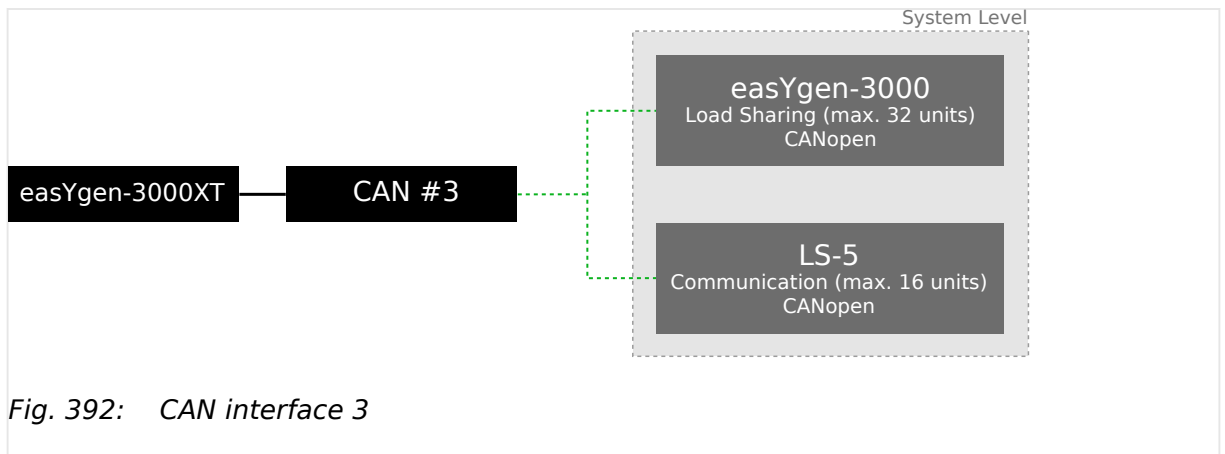 System Level
easYgen-3000
Load Sharing (max. 32 units)
CANopen
easYgen-3000XT
CAN #3
LS-5
Communication (max. 16 units)
CANopen
Fig. 392: CAN interface 3